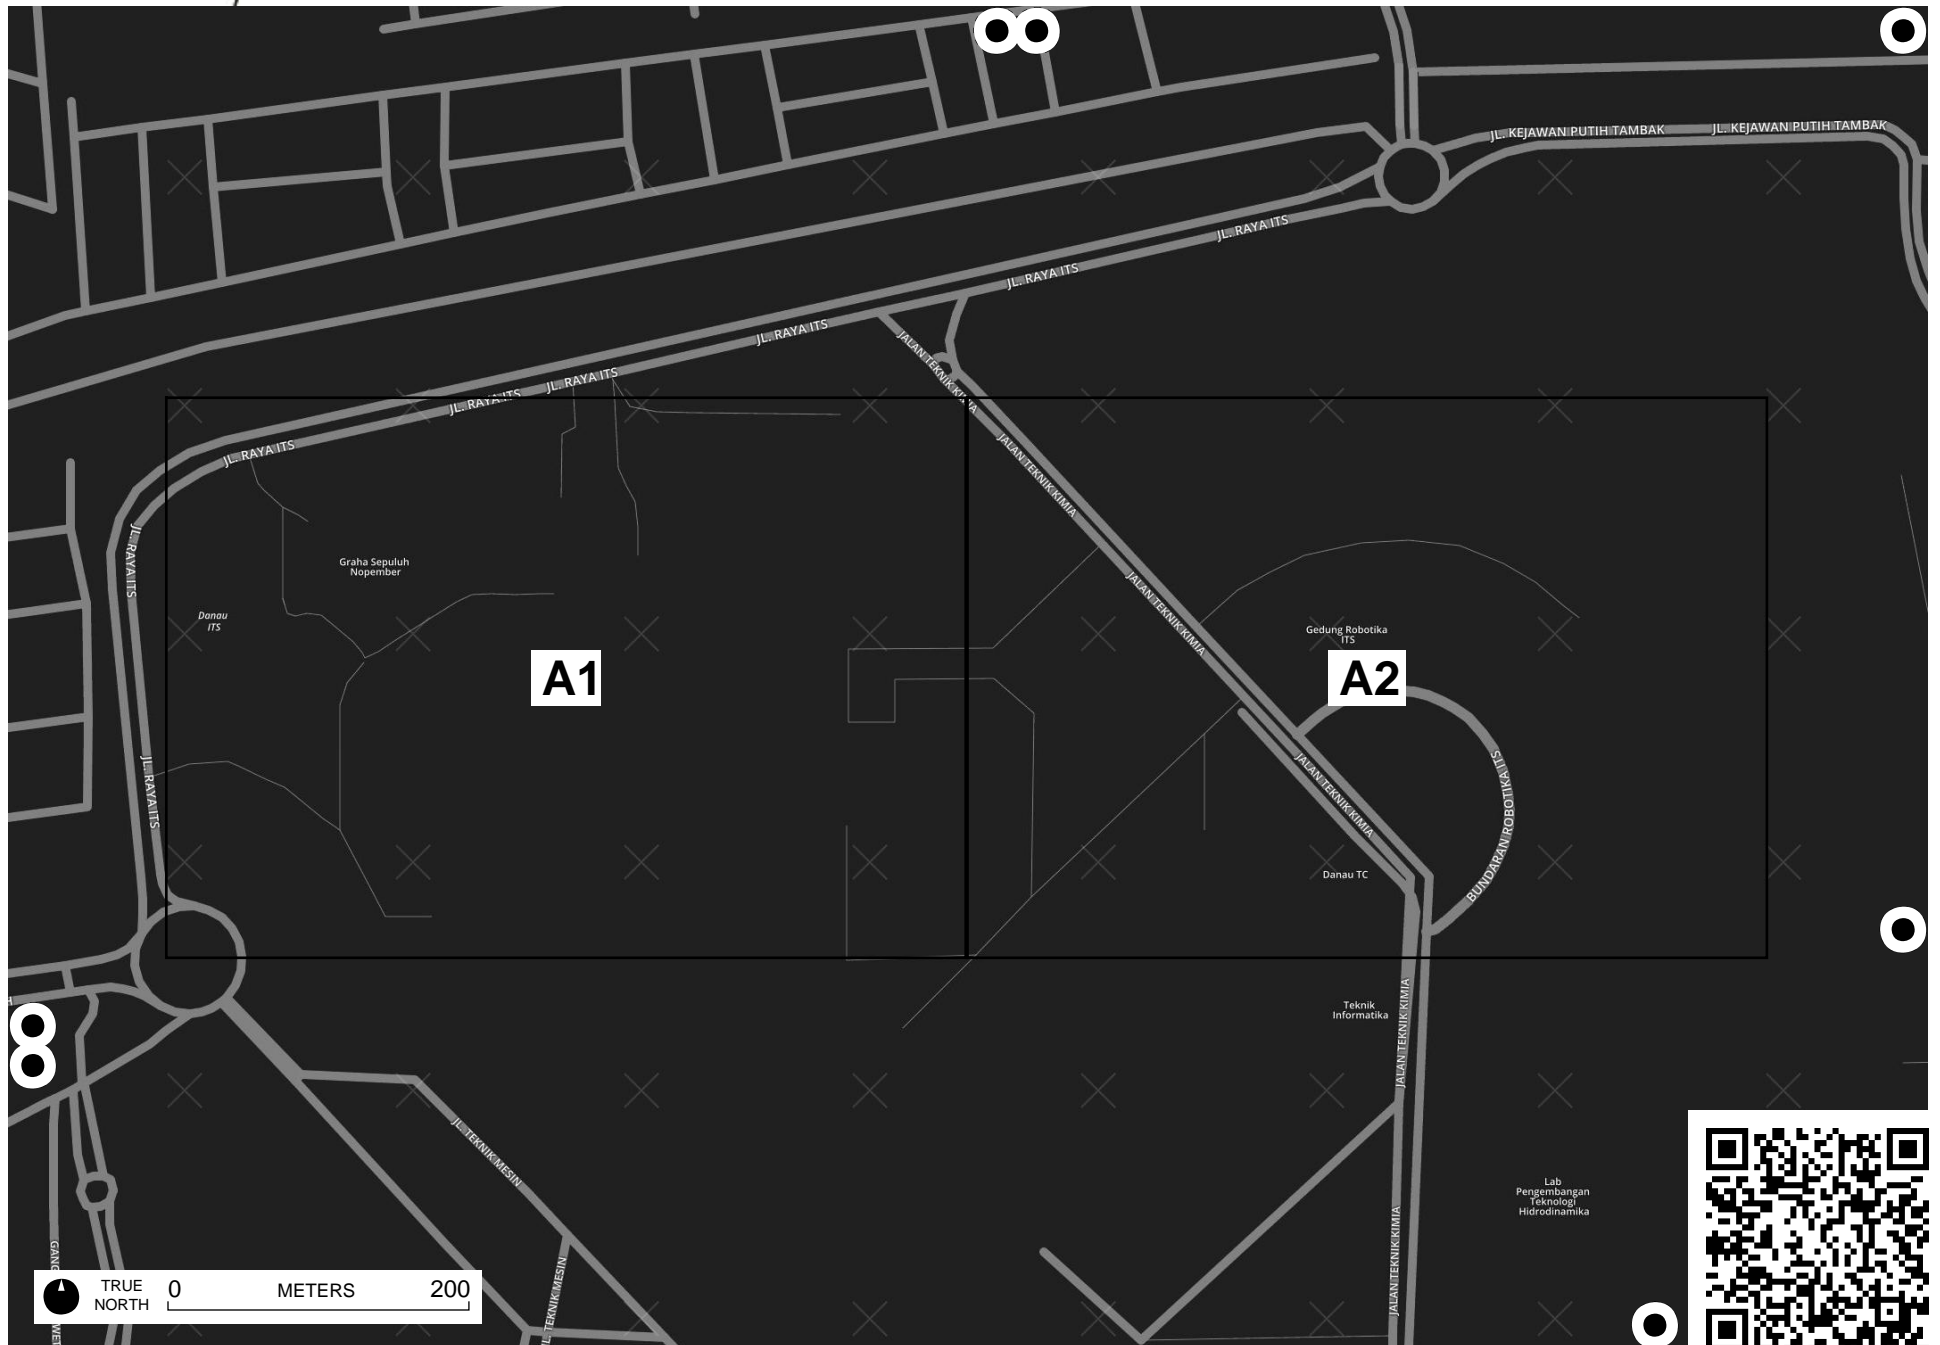 JL. KEJAWAN PUTIH TAMBAK
JL. KEJAWAN PUTIH TAMBAK
JL. RAYA ITS
JL. RAYA ITS
JL. RAYA ITS
JL. RAYA ITS
JL. RAYA ITS
JL. RAYA ITS
JL. RAYA ITS
JL. RAYA ITS
JALAN TEKNIK KIMIA
JALAN TEKNIK KIMIA
JALAN TEKNIK KIMIA
Graha Sepuluh
Nopember
Danau
ITS
Gedung Robotika
ITS
A1
A2
JALAN TEKNIK KIMIA
BUNDARAN ROBOTIKA ITS
Danau TC
Teknik
Informatika
JALAN TEKNIK KIMIA
JL. TEKNIK MESIN
Lab
Pengembangan
Teknologi
Hidrodinamika
JALAN TEKNIK KIMIA
JL. TEKNIK MESIN
TRUE
NORTH
0
METERS
200